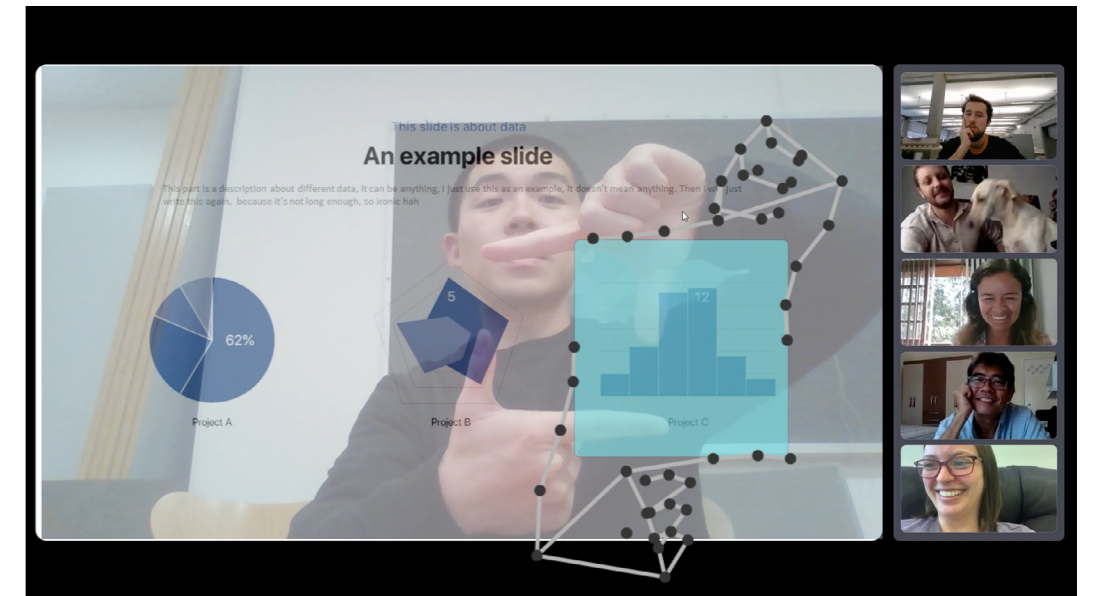 This slide is about data
An example slide
This part is a description about different data, it can be anything, I just use this as an example, it doesn't mean anything. Then I will just
write this again, because it's not long enough, so ironic hah
5
12
62%
Project A
Project B
Project C